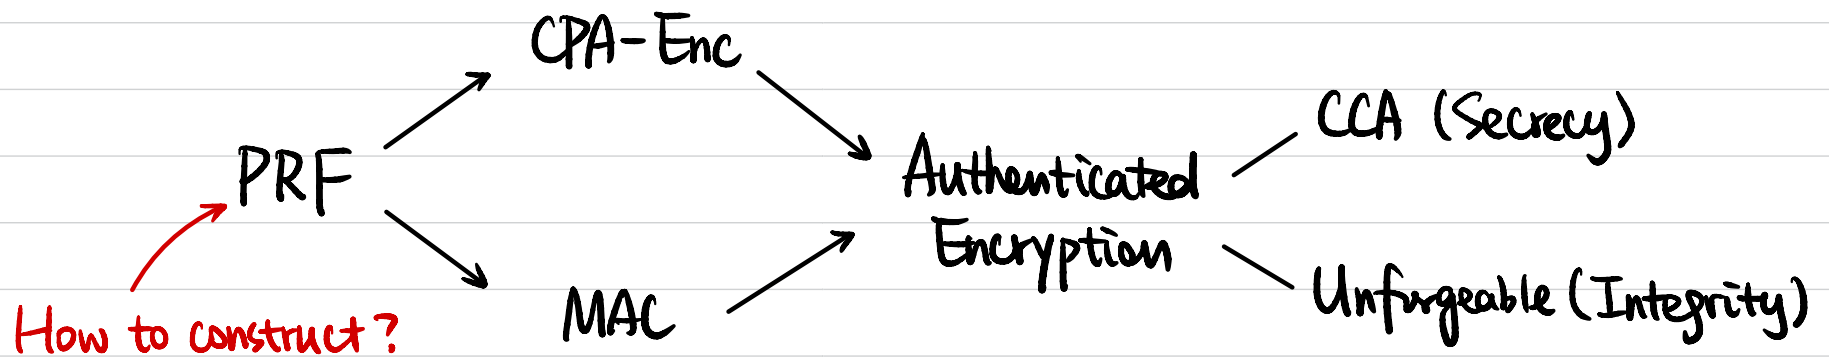 CPA-Enc
PRF
How to construct?
MAC
Authenticated
Encryption
CCA (Secrecy)
Unforgeable (Integrity)